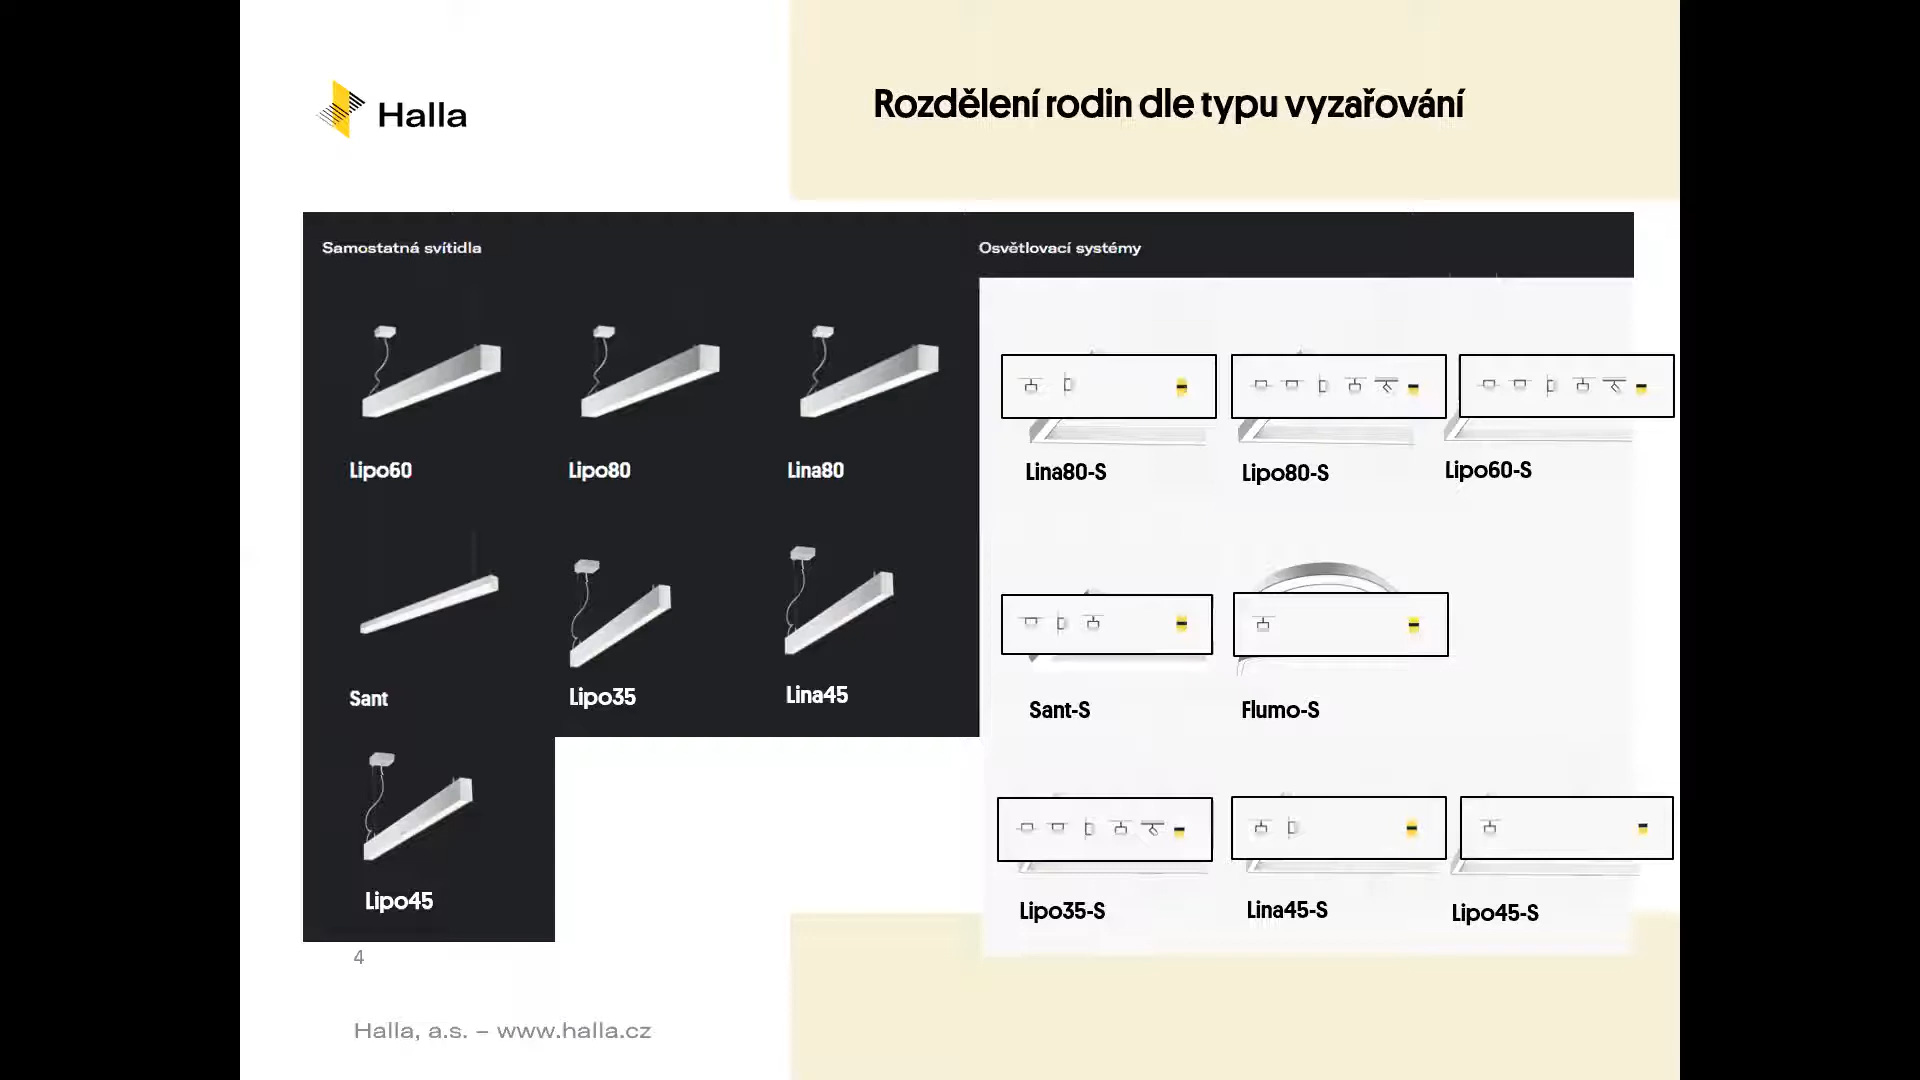 Halla
Rozdělení rodin dle typu vyzařování
Samostatná svítidla
Osvětlovací systémy
Lipo60
Lipo80
Lina80
Lina80-S
Lipo80-S
Lipo60-S
Sant
Lipo35
Lina45
Sant-S
Flumo-S
Lipo45
Lipo35-S
Lina45-S
Lipo45-S
4
Halla, a.s. – www.halla.cz